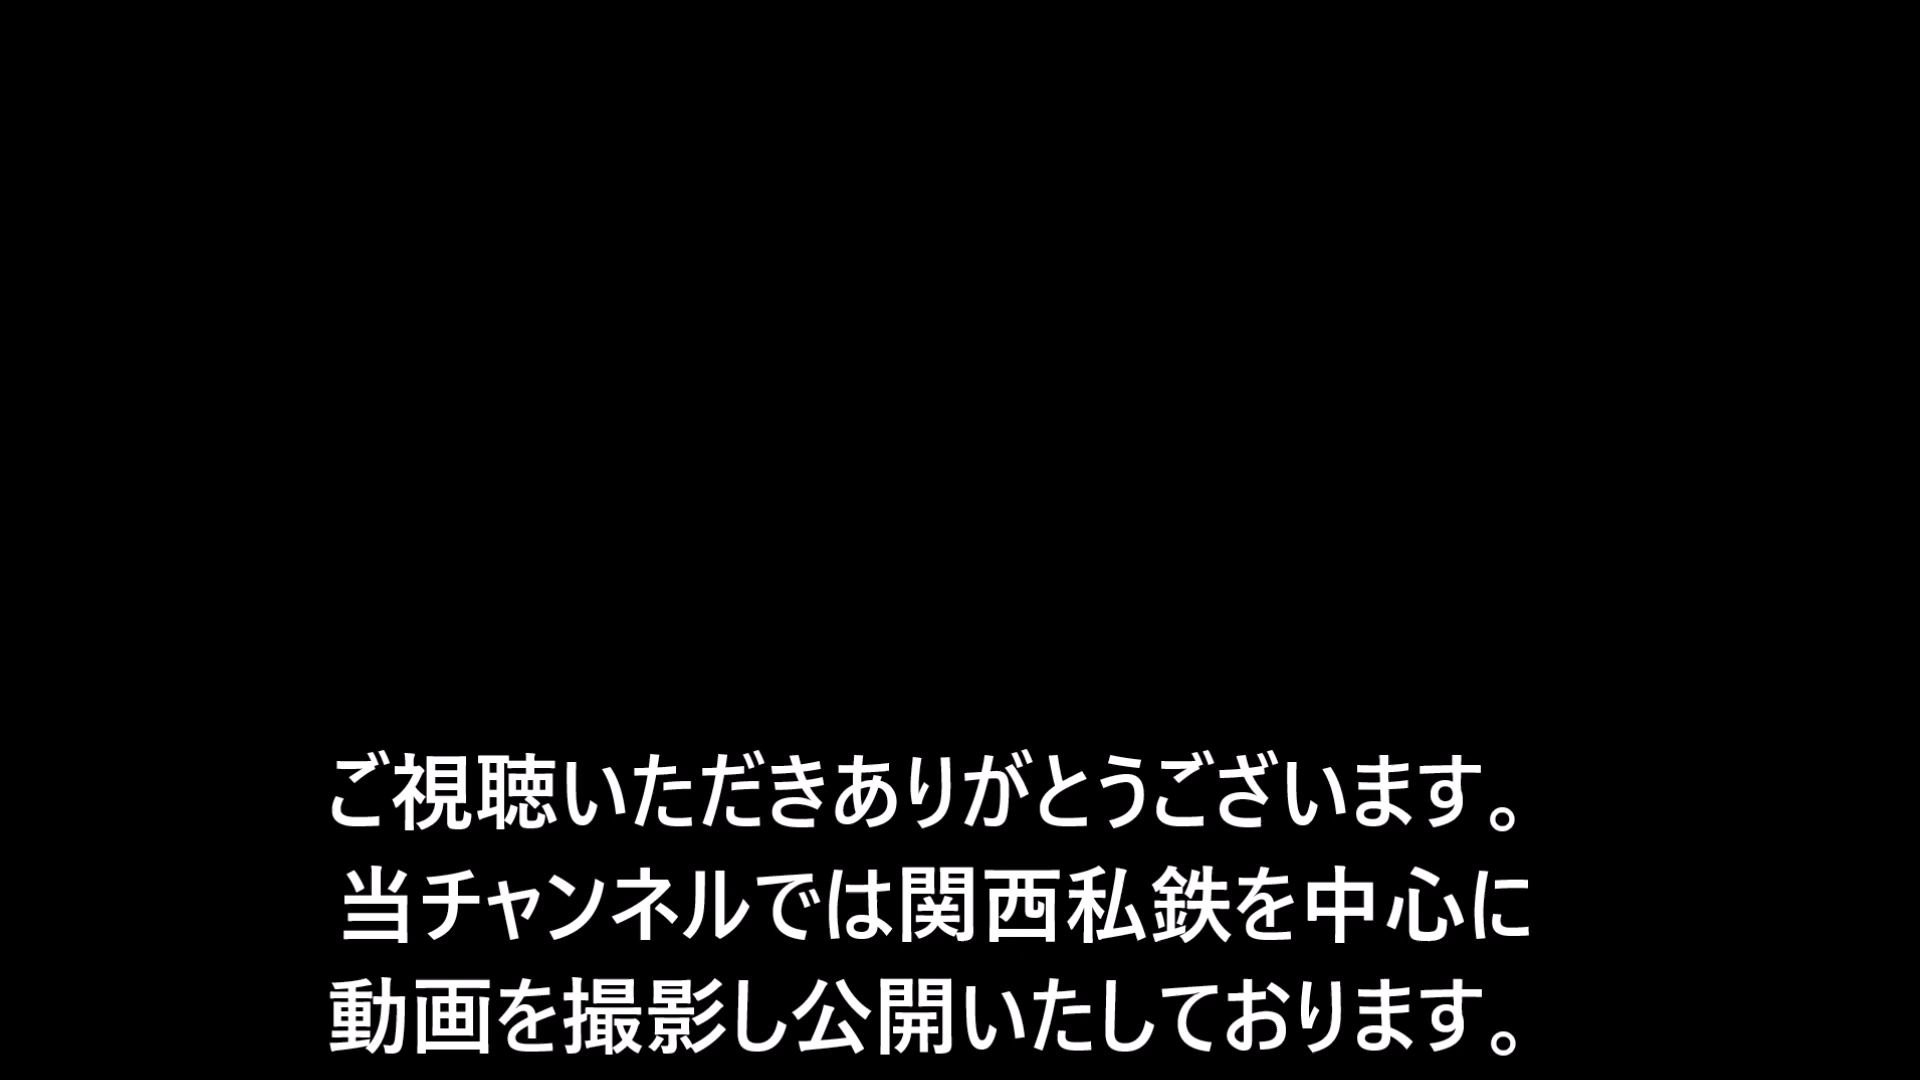 ご視聴いただきありがとうございます。
当チャンネルでは関西私鉄を中心に
動画を撮影し公開いたしております。